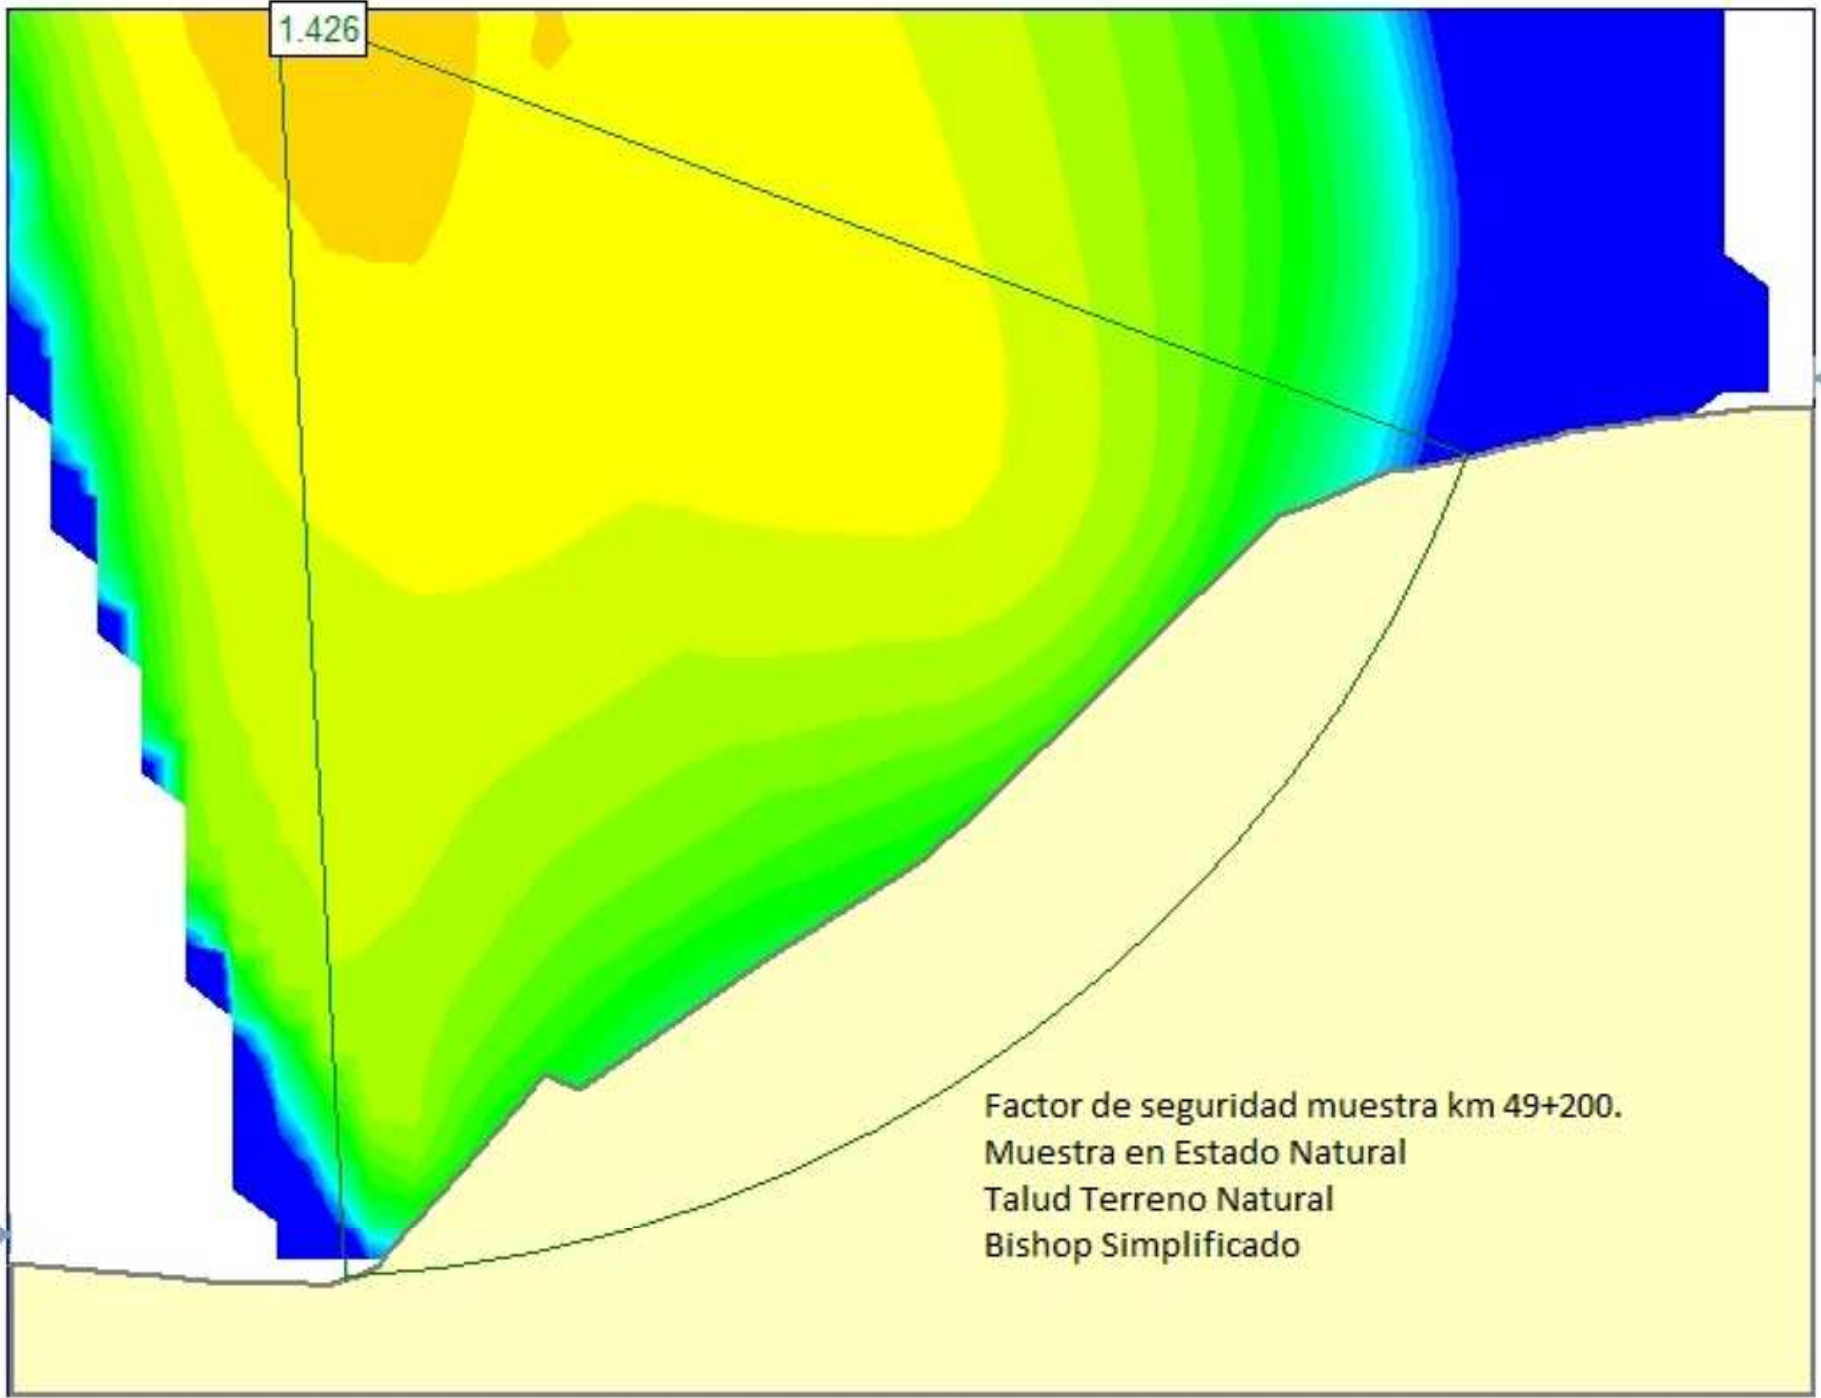 1.426
Factor de seguridad muestra km 49+200.
Muestra en Estado Natural
Talud Terreno Natural
Bishop Simplificado